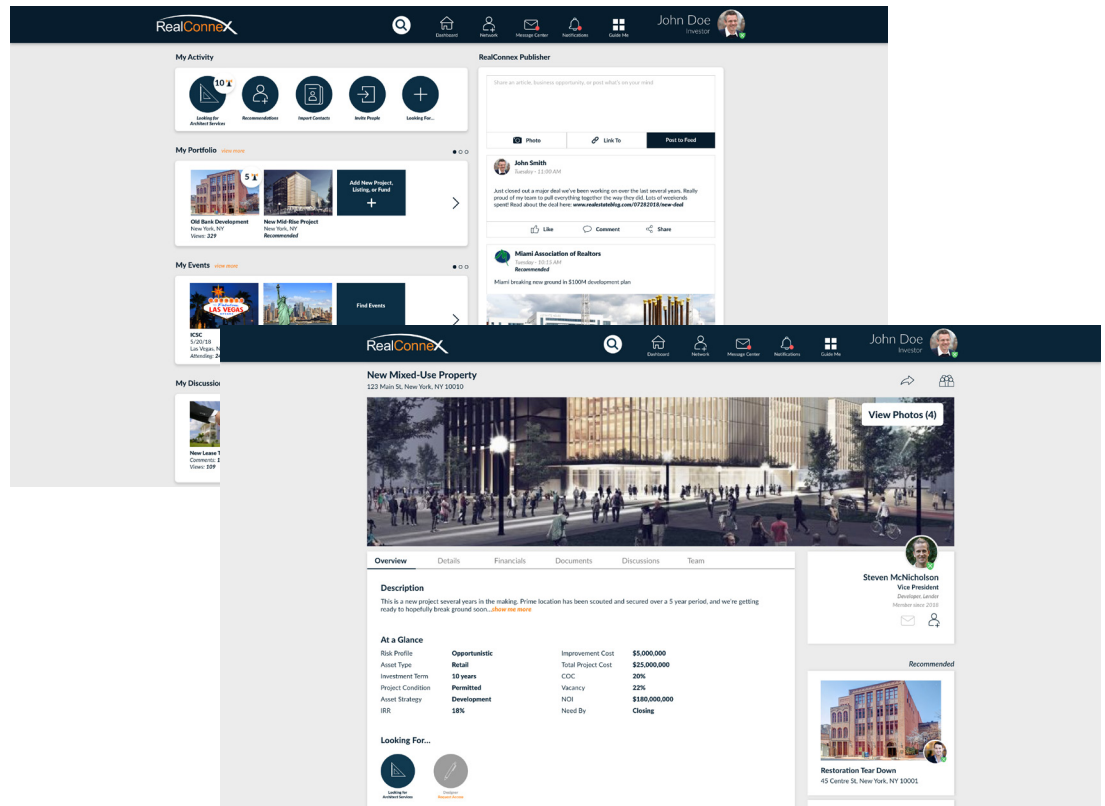 RealConneX
Dashboard
Network
Message Center
Notifications
Guide Me
John Doe
Investor
My Activity
10
Looking for
Architect Services
Recommendations
Import Contacts
Invite People
Looking For...
My Portfolio view more
5
Old Bank Development
New York, NY
Views: 329
New Mid-Rise Project
New York, NY
Recommended
Add New Project,
Listing, or Fund
+
My Events view more
LAS VEGAS
ICSC
5/20/18
Las Vegas, N
Attending: 24
Find Events
My Discussion
New Lease T
Comments: 1
Views: 109
RealConnex Publisher
Share an article, business opportunity, or post what's on your mind
Photo
Link To
Post to Feed
John Smith
Tuesday - 11:00 AM
Just closed out a major deal we've been working on over the last several years. Really
proud of my team to pull everything together the way they did. Lots of weekends
spent! Read about the deal here: www.realestateblog.com/07282018/new-deal
Like
Comment
Share
Miami Association of Realtors
Tuesday - 10:15 AM
Recommended
Miami breaking new ground in $100M development plan
RealConneX
Dashboard
Network
Message Center
Notifications
Guide Me
John Doe
Investor
New Mixed-Use Property
123 Main St, New York, NY 10010
View Photos (4)
Overview
Details
Financials
Documents
Discussions
Team
Description
This is a new project several years in the making. Prime location has been scouted and secured over a 5 year period, and we're getting
ready to hopefully break ground soon...show me more
At a Glance
Risk Profile Opportunistic
Asset Type Retail
Investment Term 10 years
Project Condition Permitted
Asset Strategy Development
IRR 18%
Improvement Cost $5,000,000
Total Project Cost $25,000,000
COC 20%
Vacancy 22%
NOI $180,000,000
Need By Closing
Looking For...
Looking for
Architect Services
Designer
Steven McNicholson
Vice President
Developer, Lender
Member since 2016
Recommended
Restoration Tear Down
45 Centre St, New York, NY 10001